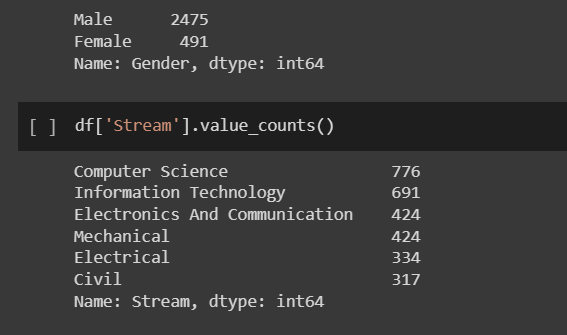 Male      2475
Female     491
Name: Gender, dtype: int64
[ ] df['Stream'].value_counts()
Computer Science                 776
Information Technology           691
Electronics And Communication    424
Mechanical                       424
Electrical                       334
Civil                            317
Name: Stream, dtype: int64